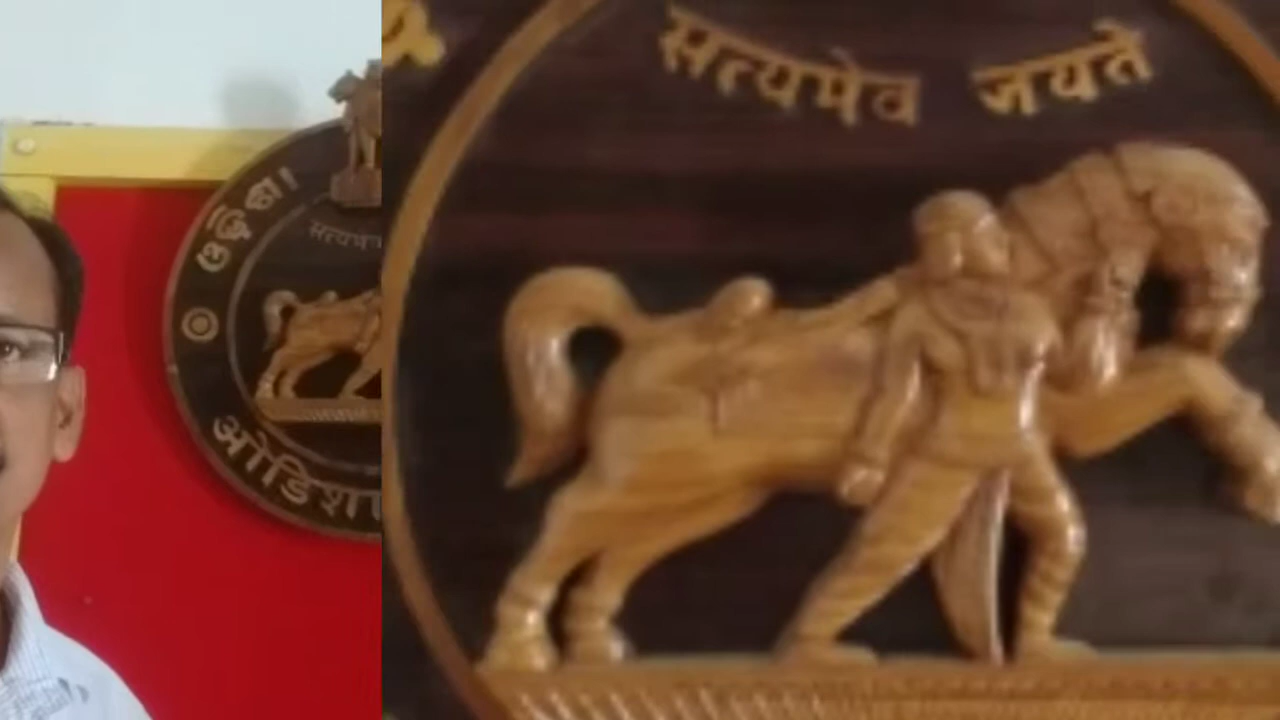 ଓଡ଼ିଶା
सत्यमेव
ओडिशा
सत्यमेव जयते